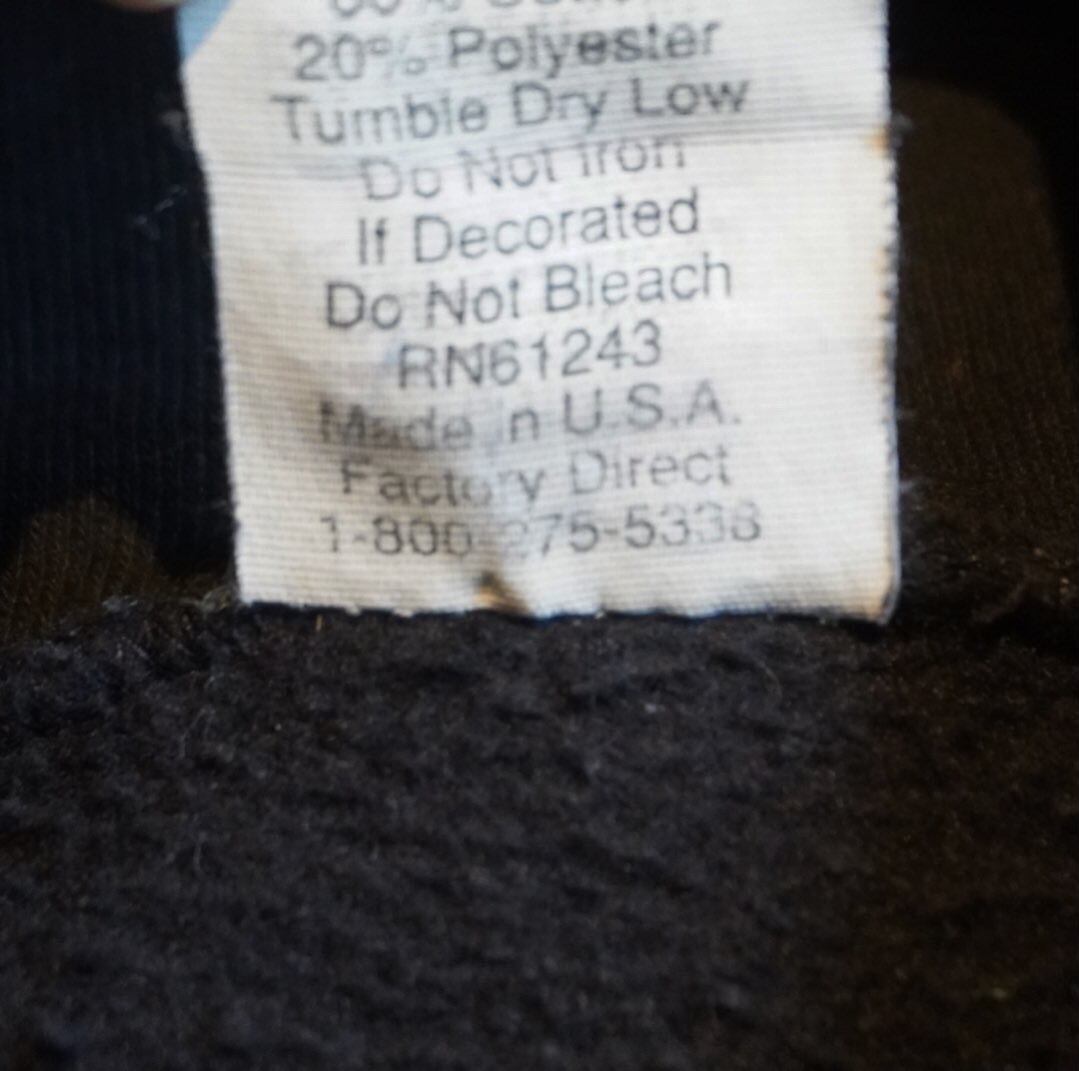 20% Polyester
Tumble Dry Low
Do Not Iron
If Decorated
Do Not Bleach
RN61243
Made in U.S.A.
Factory Direct
1-800-275-5338